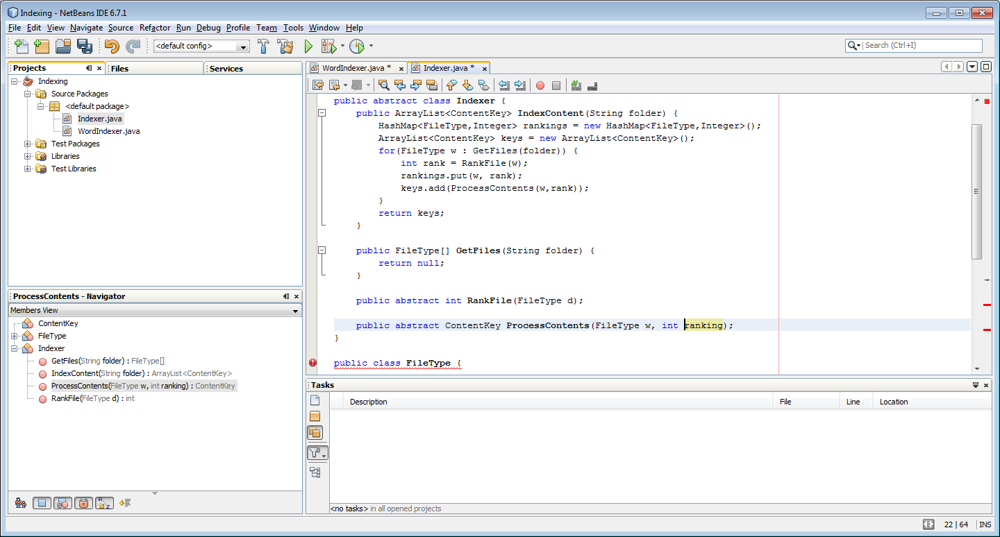 Indexing - NetBeans IDE 6.7.1
File Edit View Navigate Source Refactor Run Debug Profile Team Tools Window Help
<default config>
Search (Ctrl+I)
Projects
Files
Services
Indexing
Source Packages
<default package>
Indexer.java
WordIndexer.java
Test Packages
Libraries
Test Libraries
ProcessContents - Navigator
Members View
ContentKey
FileType
Indexer
GetFiles(String folder) : FileType[]
IndexContent(String folder) : ArrayList<ContentKey>
ProcessContents(FileType w, int ranking) : ContentKey
RankFile(FileType d) : int
WordIndexer.java *
Indexer.java *
public abstract class Indexer {
public ArrayList<ContentKey> IndexContent(String folder) {
HashMap<FileType,Integer> rankings = new HashMap<FileType,Integer>();
ArrayList<ContentKey> keys = new ArrayList<ContentKey>();
for(FileType w : GetFiles(folder)) {
int rank = RankFile(w);
rankings.put(w, rank);
keys.add(ProcessContents(w,rank));
}
return keys;
}
public FileType[] GetFiles(String folder) {
return null;
}
public abstract int RankFile(FileType d);
public abstract ContentKey ProcessContents(FileType w, int ranking);
}
public class FileType {
Tasks
Description File Line Location
<no tasks> in all opened projects
22 | 64 INS